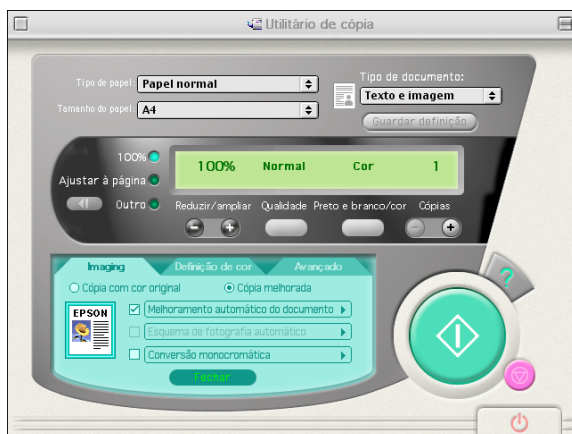 Utilitário de cópia
Tipo de papel: Papel normal
Tamanho do papel: A4
Tipo de documento:
Texto e imagem
Guardar definição
100%
Ajustar à página
Outro
100% Normal Cor 1
Reduzir/ampliar Qualidade Preto e branco/cor Cópias
Imaging Definição de cor Avançado
Cópia com cor original Cópia melhorada
EPSON
Melhoramento automático do documento
Esquema de fotografia automático
Conversão monocromática
Fechar
?